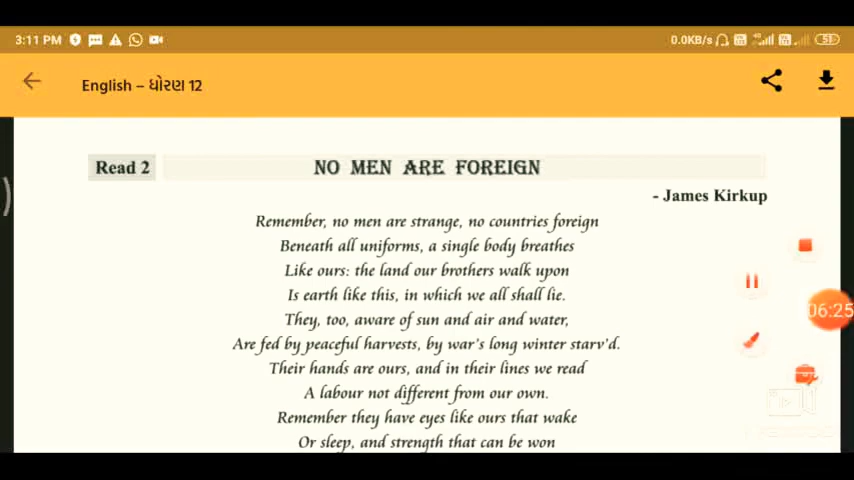 3:11 PM
0.0KB/s 51
English – ધોરણ 12
Read 2 NO MEN ARE FOREIGN
- James Kirkup
Remember, no men are strange, no countries foreign
Beneath all uniforms, a single body breathes
Like ours: the land our brothers walk upon
Is earth like this, in which we all shall lie.
They, too, aware of sun and air and water,
Are fed by peaceful harvests, by war's long winter starv'd.
Their hands are ours, and in their lines we read
A labour not different from our own.
Remember they have eyes like ours that wake
Or sleep, and strength that can be won
06:25